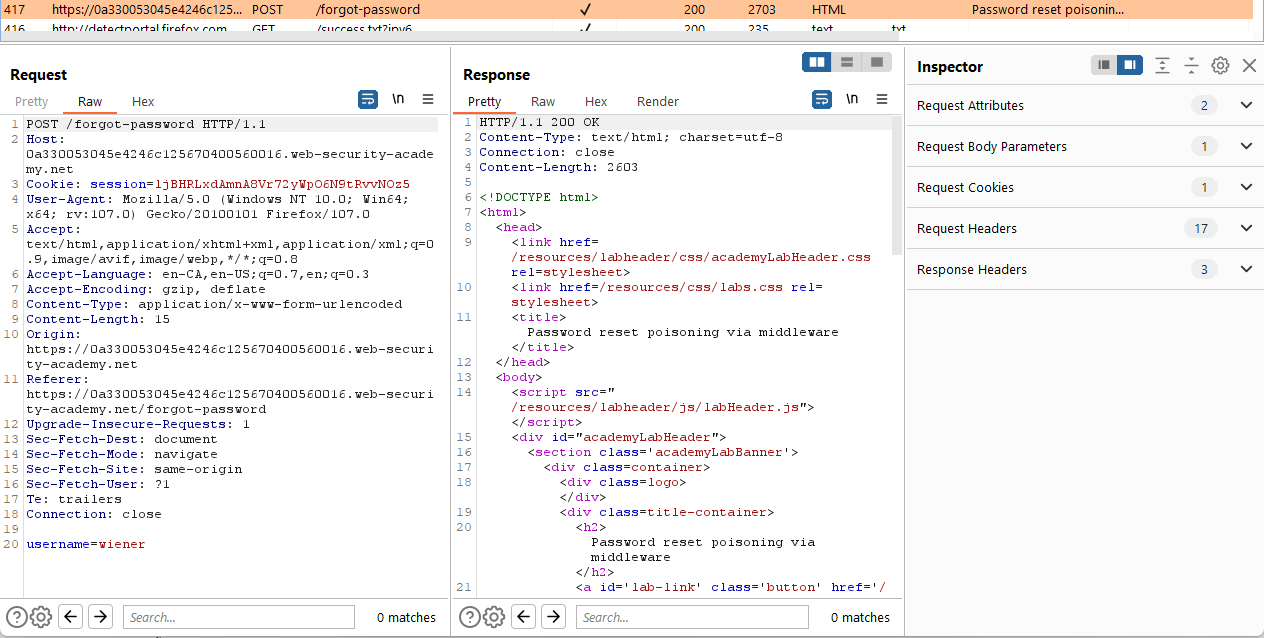 417 https://0a330053045e4246c125... POST /forgot-password ✓ 200 2703 HTML Password reset poisonin...
416 http://detectportal.firefox.com GET /success.txt?ipv6 ✓ 200 235 text txt
Request
Pretty Raw Hex \n
1 POST /forgot-password HTTP/1.1
2 Host:
0a330053045e4246c125670400560016.web-security-acade
my.net
3 Cookie: session=ljBHRLxdAmnA8Vr72yWpO6N9tRvvNOz5
4 User-Agent: Mozilla/5.0 (Windows NT 10.0; Win64;
x64; rv:107.0) Gecko/20100101 Firefox/107.0
5 Accept:
text/html,application/xhtml+xml,application/xml;q=0
.9,image/avif,image/webp,*/*;q=0.8
6 Accept-Language: en-CA,en-US;q=0.7,en;q=0.3
7 Accept-Encoding: gzip, deflate
8 Content-Type: application/x-www-form-urlencoded
9 Content-Length: 15
10 Origin:
https://0a330053045e4246c125670400560016.web-securi
ty-academy.net
11 Referer:
https://0a330053045e4246c125670400560016.web-securi
ty-academy.net/forgot-password
12 Upgrade-Insecure-Requests: 1
13 Sec-Fetch-Dest: document
14 Sec-Fetch-Mode: navigate
15 Sec-Fetch-Site: same-origin
16 Sec-Fetch-User: ?1
17 Te: trailers
18 Connection: close
19
20 username=wiener
Search... 0 matches
Response
Pretty Raw Hex Render \n
1 HTTP/1.1 200 OK
2 Content-Type: text/html; charset=utf-8
3 Connection: close
4 Content-Length: 2603
5
6 <!DOCTYPE html>
7 <html>
8 <head>
9 <link href=
/resources/labheader/css/academyLabHeader.css
rel=stylesheet>
10 <link href=/resources/css/labs.css rel=
stylesheet>
11 <title>
Password reset poisoning via middleware
</title>
12 </head>
13 <body>
14 <script src="
/resources/labheader/js/labHeader.js">
</script>
15 <div id="academyLabHeader">
16 <section class='academyLabBanner'>
17 <div class=container>
18 <div class=logo>
</div>
19 <div class=title-container>
20 <h2>
Password reset poisoning via
middleware
</h2>
21 <a id='lab-link' class='button' href='/
Search... 0 matches
Inspector
Request Attributes 2
Request Body Parameters 1
Request Cookies 1
Request Headers 17
Response Headers 3